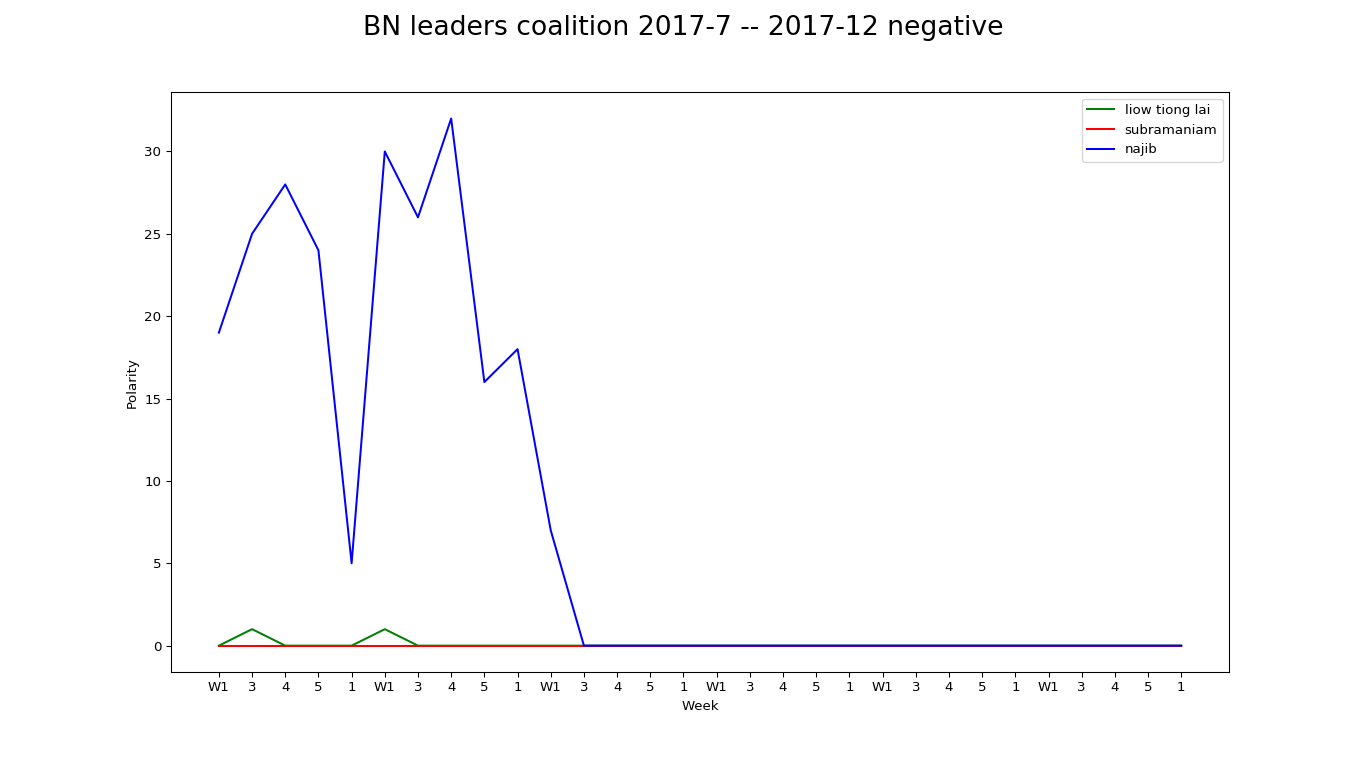 BN leaders coalition 2017-7 -- 2017-12 negative
liow tiong lai
subramaniam
najib
30
25
20
15
10
5
0
Polarity
W1 3 4 5 1 W1 3 4 5 1 W1 3 4 5 1 W1 3 4 5 1 W1 3 4 5 1 W1 3 4 5 1
Week